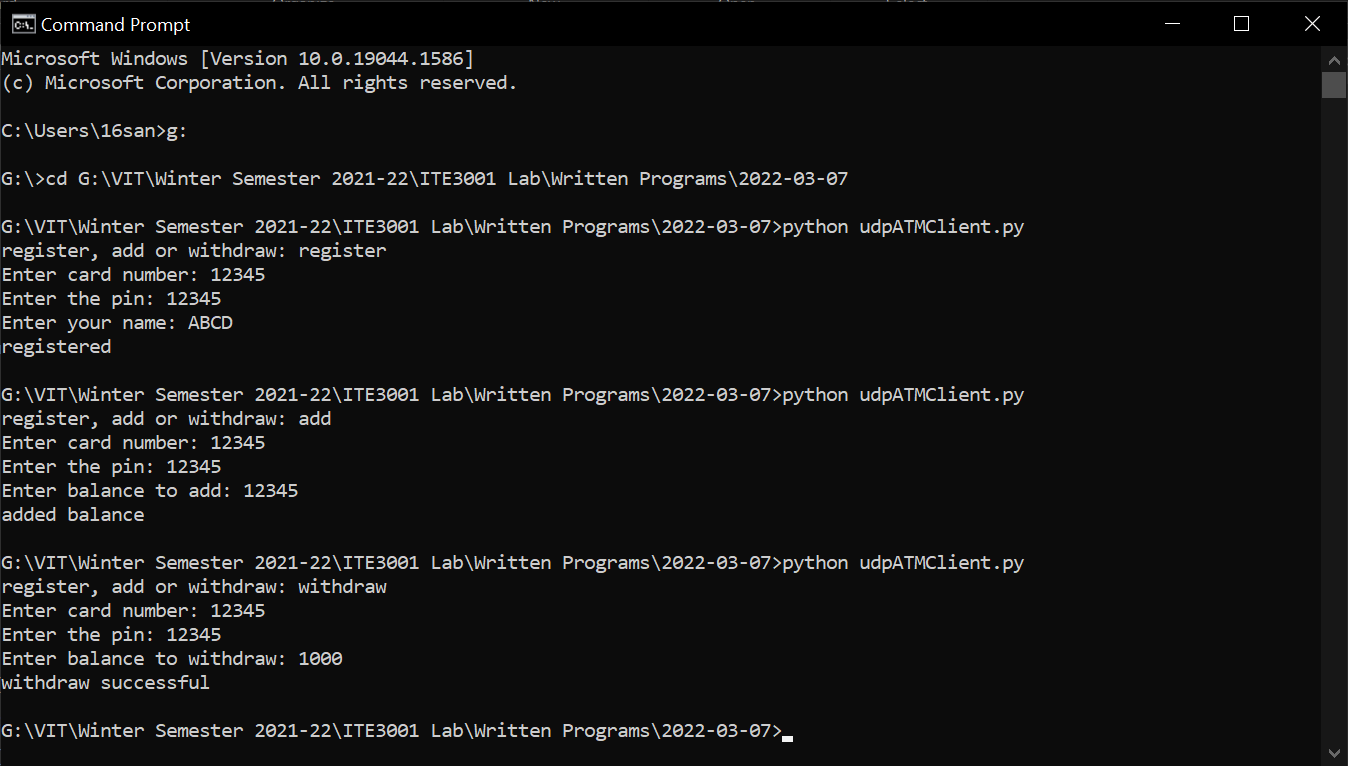 Command Prompt
Microsoft Windows [Version 10.0.19044.1586]
(c) Microsoft Corporation. All rights reserved.
C:\Users\16san>g:
G:\>cd G:\VIT\Winter Semester 2021-22\ITE3001 Lab\Written Programs\2022-03-07
G:\VIT\Winter Semester 2021-22\ITE3001 Lab\Written Programs\2022-03-07>python udpATMClient.py
register, add or withdraw: register
Enter card number: 12345
Enter the pin: 12345
Enter your name: ABCD
registered
G:\VIT\Winter Semester 2021-22\ITE3001 Lab\Written Programs\2022-03-07>python udpATMClient.py
register, add or withdraw: add
Enter card number: 12345
Enter the pin: 12345
Enter balance to add: 12345
added balance
G:\VIT\Winter Semester 2021-22\ITE3001 Lab\Written Programs\2022-03-07>python udpATMClient.py
register, add or withdraw: withdraw
Enter card number: 12345
Enter the pin: 12345
Enter balance to withdraw: 1000
withdraw successful
G:\VIT\Winter Semester 2021-22\ITE3001 Lab\Written Programs\2022-03-07>